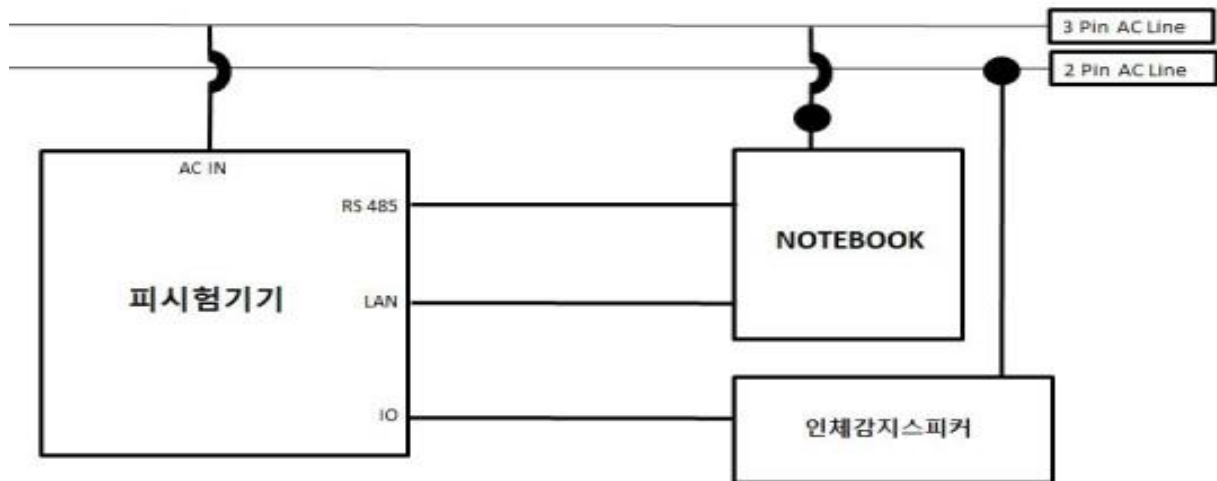 3 Pin AC Line
2 Pin AC Line
AC IN
RS 485
피시험기기
NOTEBOOK
LAN
IO
인체감지스피커